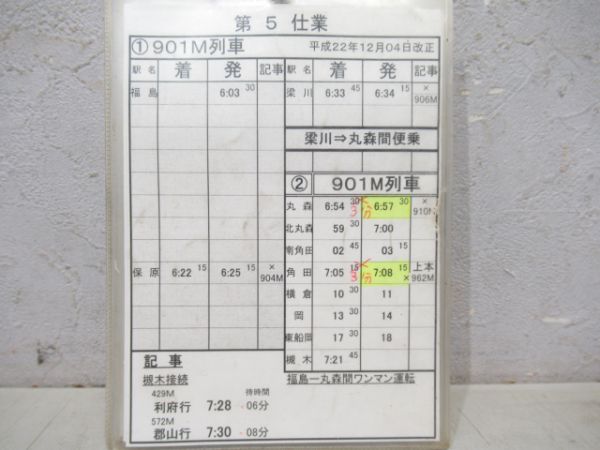 第 5 仕業
①901M列車 平成22年12月04日改正
駅名 着 発 記事
福島 6:03 30
保原 6:22 15 6:25 15 × 904M
駅名 着 発 記事
梁川 6:33 45 6:34 15 × 906M
梁川⇒丸森間便乗
② 901M列車
丸森 6:54 30 3分 6:57 30 × 910M
北丸森 59 30 7:00
南角田 02 45 03 15
角田 7:05 15 3分 7:08 15 × 上本 962M
横倉 10 30 11
岡 13 30 14
東船岡 17 30 18
槻木 7:21 45
福島ー丸森間ワンマン運転
記事
槻木接続
429M 待時間
利府行 7:28 06分
572M
郡山行 7:30 08分